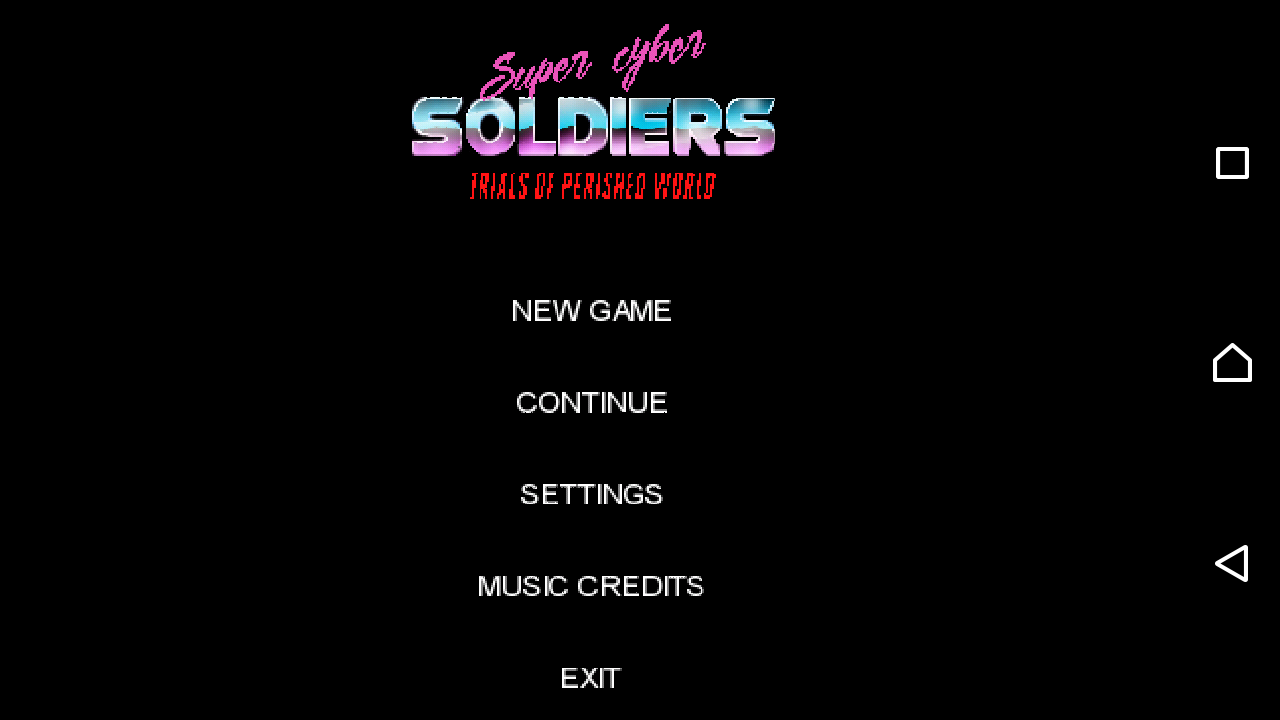 Super cyber
SOLDIERS
TRIALS OF PERISHED WORLD
NEW GAME
CONTINUE
SETTINGS
MUSIC CREDITS
EXIT